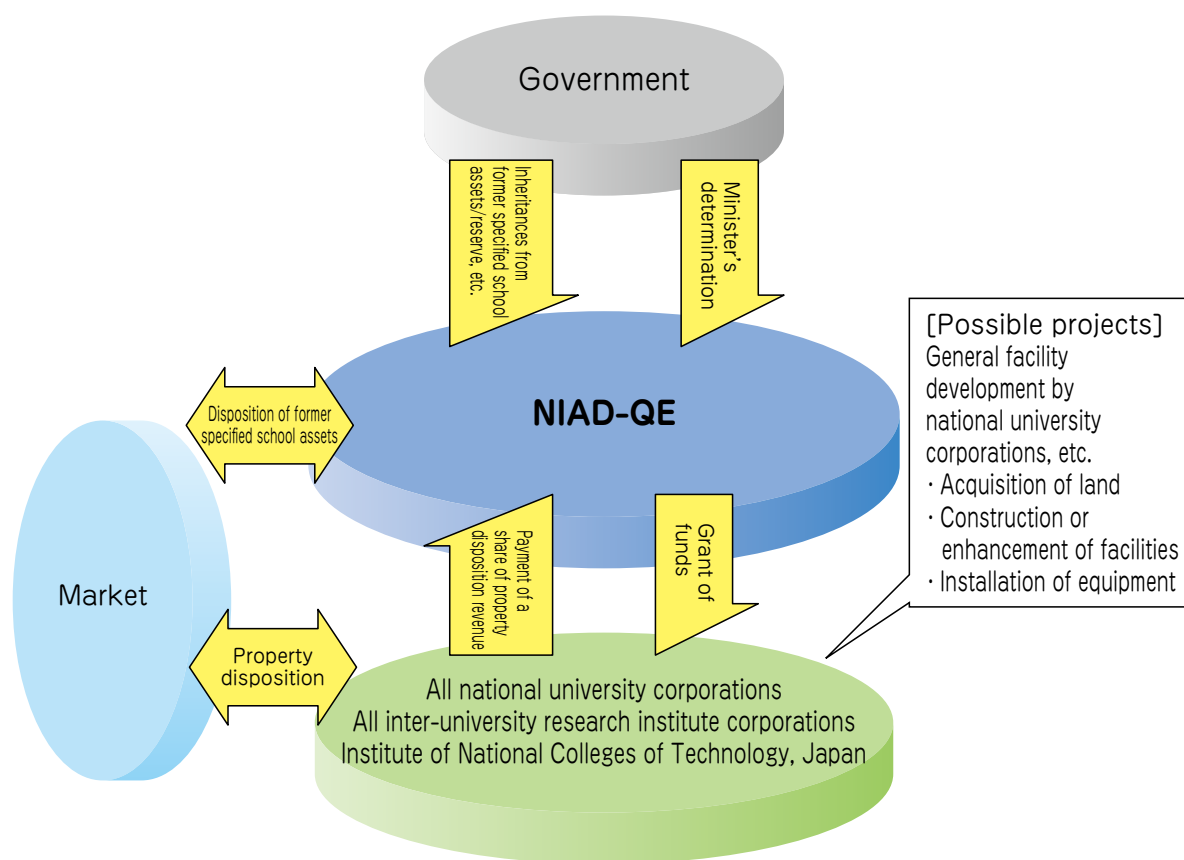 Government
Inheritances from
former specified school
assets/reserve, etc.
Minister's
determination
NIAD-QE
Disposition of former
specified school assets
Market
Property
disposition
Payment of a
share of property
disposition revenue
Grant of
funds
All national university corporations
All inter-university research institute corporations
Institute of National Colleges of Technology, Japan
[Possible projects]
General facility
development by
national university
corporations, etc.
・Acquisition of land
・Construction or
enhancement of facilities
・Installation of equipment